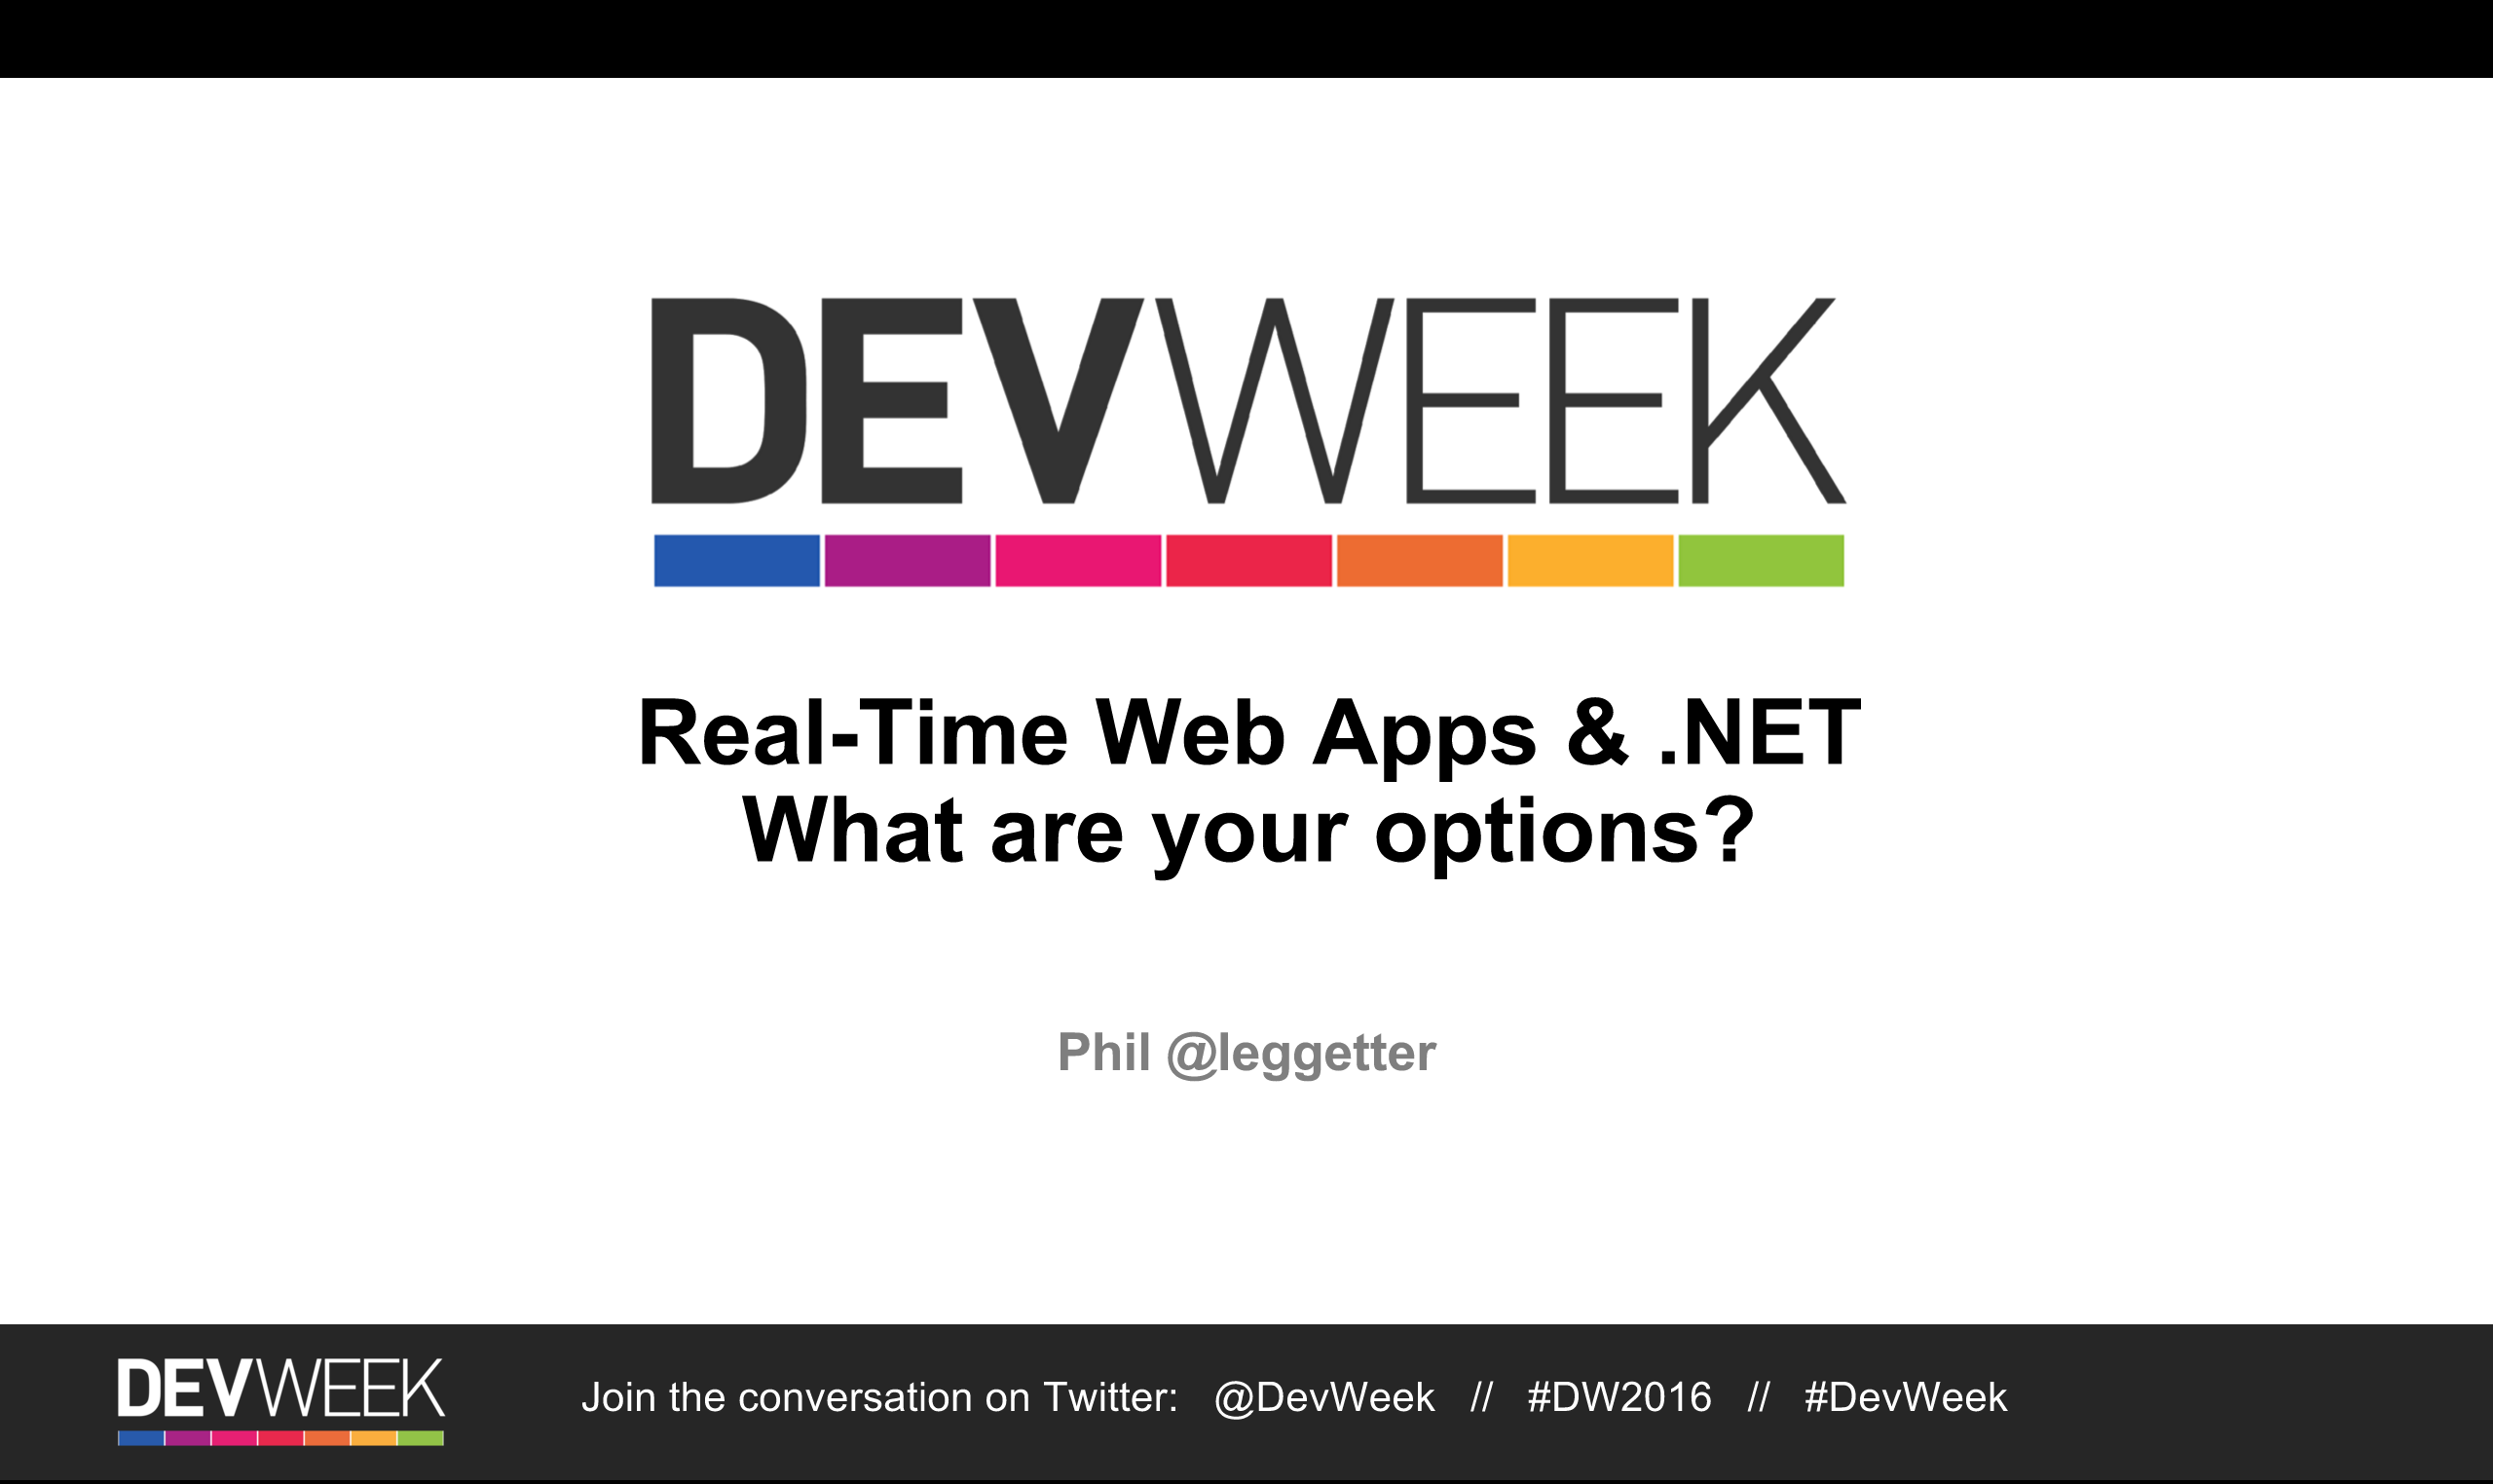 DEVWEEK
Real-Time Web Apps & .NET
What are your options?
Phil @leggetter
DEVWEEK
Join the conversation on Twitter: @DevWeek // #DW2016 // #DevWeek